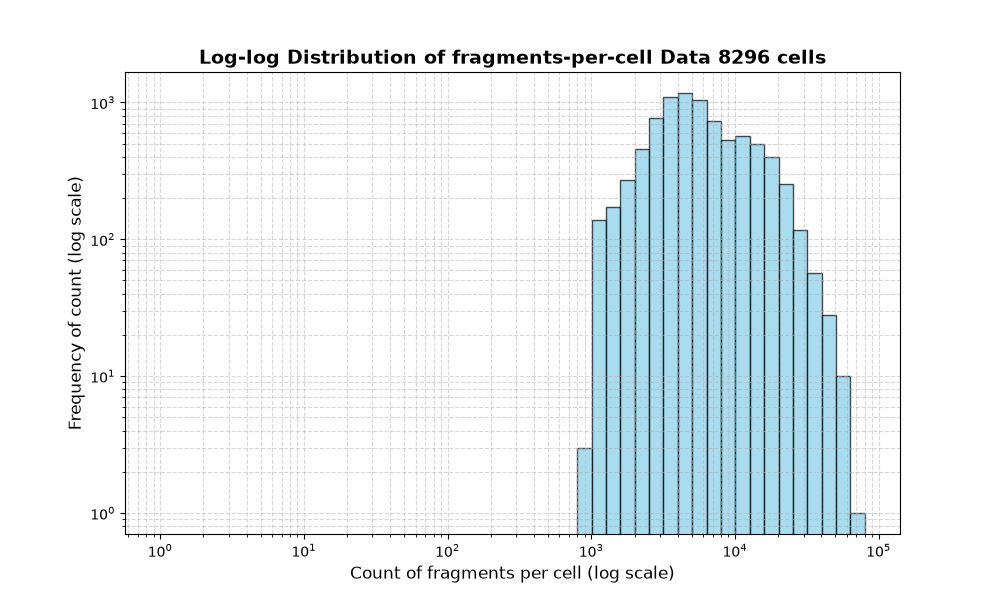 Log-log Distribution of fragments-per-cell Data 8296 cells
Frequency of count (log scale)
10³
10²
10¹
10⁰
10⁰ 10¹ 10² 10³ 10⁴ 10⁵
Count of fragments per cell (log scale)